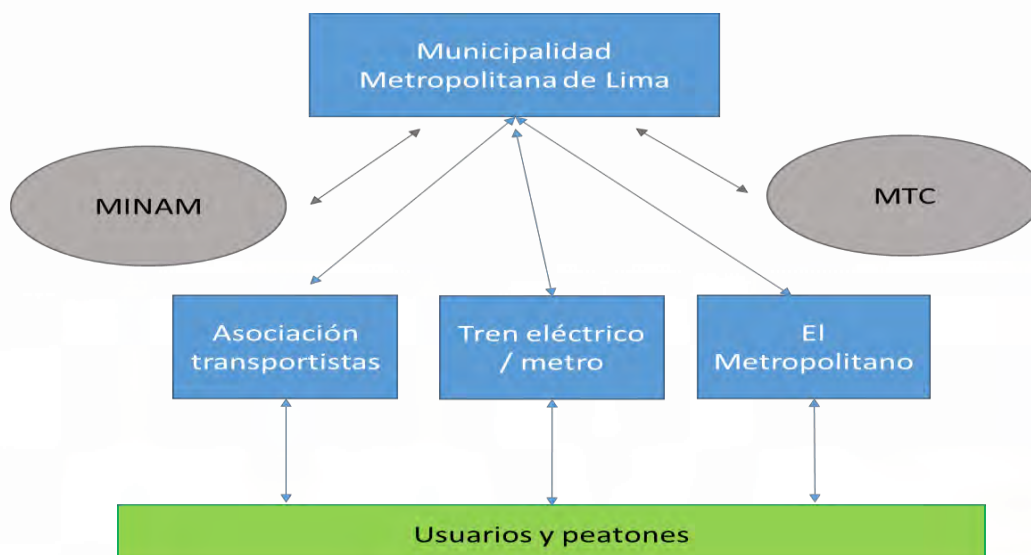 Municipalidad
Metropolitana de Lima
MINAM
MTC
Asociación
transportistas
Tren eléctrico
/ metro
El
Metropolitano
Usuarios y peatones